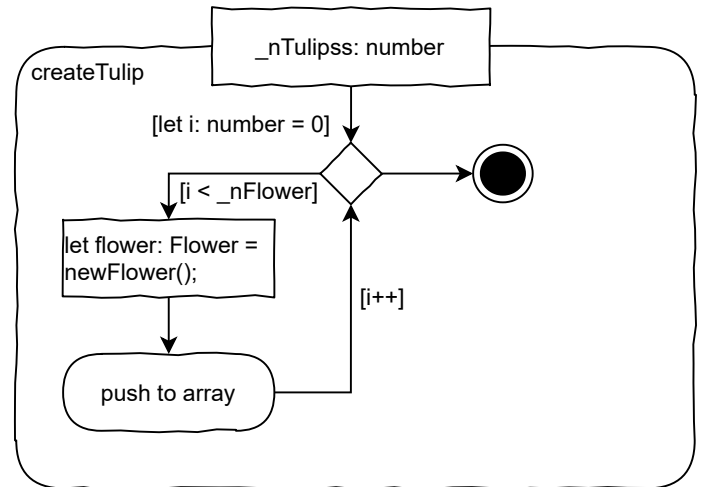 _nTulipss: number
createTulip
[let i: number = 0]
[i < _nFlower]
let flower: Flower =
newFlower();
[i++]
push to array